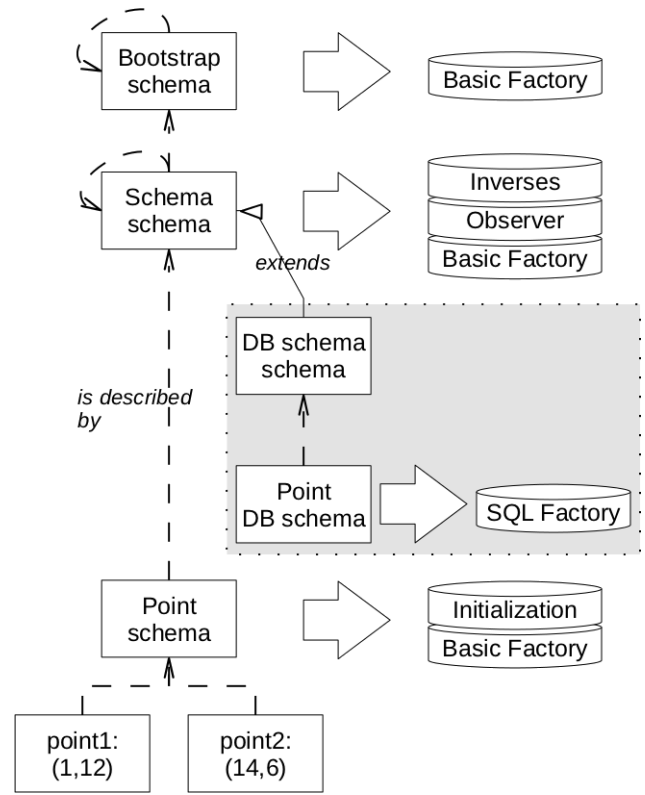 Bootstrap
schema
Basic Factory
Schema
schema
Inverses
Observer
Basic Factory
extends
DB schema
schema
is described
by
Point
DB schema
SQL Factory
Point
schema
Initialization
Basic Factory
point1:
(1,12)
point2:
(14,6)